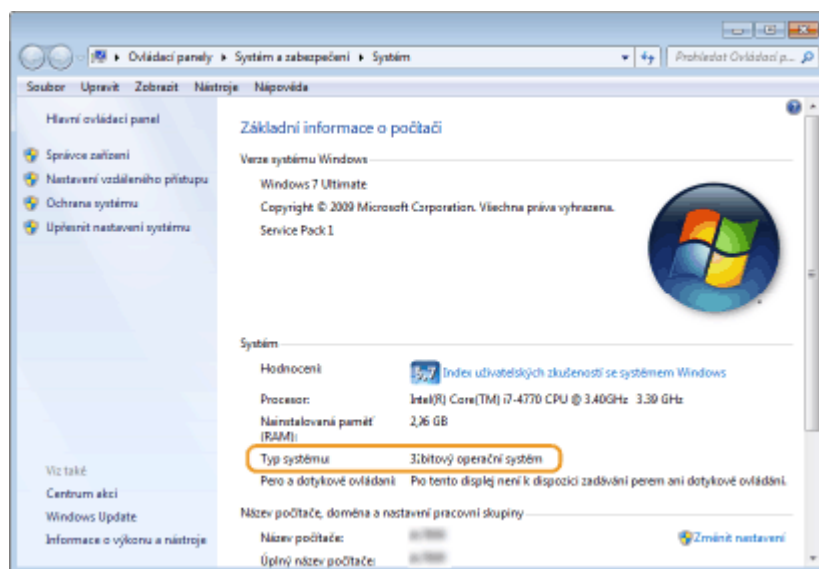 ▸ Ovládací panely ▸ Systém a zabezpečení ▸ Systém
Prohledat Ovládací p...
Soubor Upravit Zobrazit Nástroje Nápověda
Hlavní ovládací panel
Správce zařízení
Nastavení vzdáleného přístupu
Ochrana systému
Upřesnit nastavení systému
Základní informace o počítači
Verze systému Windows
Windows 7 Ultimate
Copyright © 2009 Microsoft Corporation. Všechna práva vyhrazena.
Service Pack 1
Systém
Hodnocení:
Index uživatelských zkušeností se systémem Windows
Procesor:
Intel(R) Core(TM) i7-4770 CPU @ 3.40GHz 3.39 GHz
Nainstalovaná paměť
(RAM):
GB
Typ systému:
32bitový operační systém
Pero a dotykové ovládání:
Pro tento displej není k dispozici zadávání perem ani dotykové ovládání.
Název počítače, doména a nastavení pracovní skupiny
Název počítače:
Změnit nastavení
Úplný název počítače:
Viz také
Centrum akcí
Windows Update
Informace o výkonu a nástroje